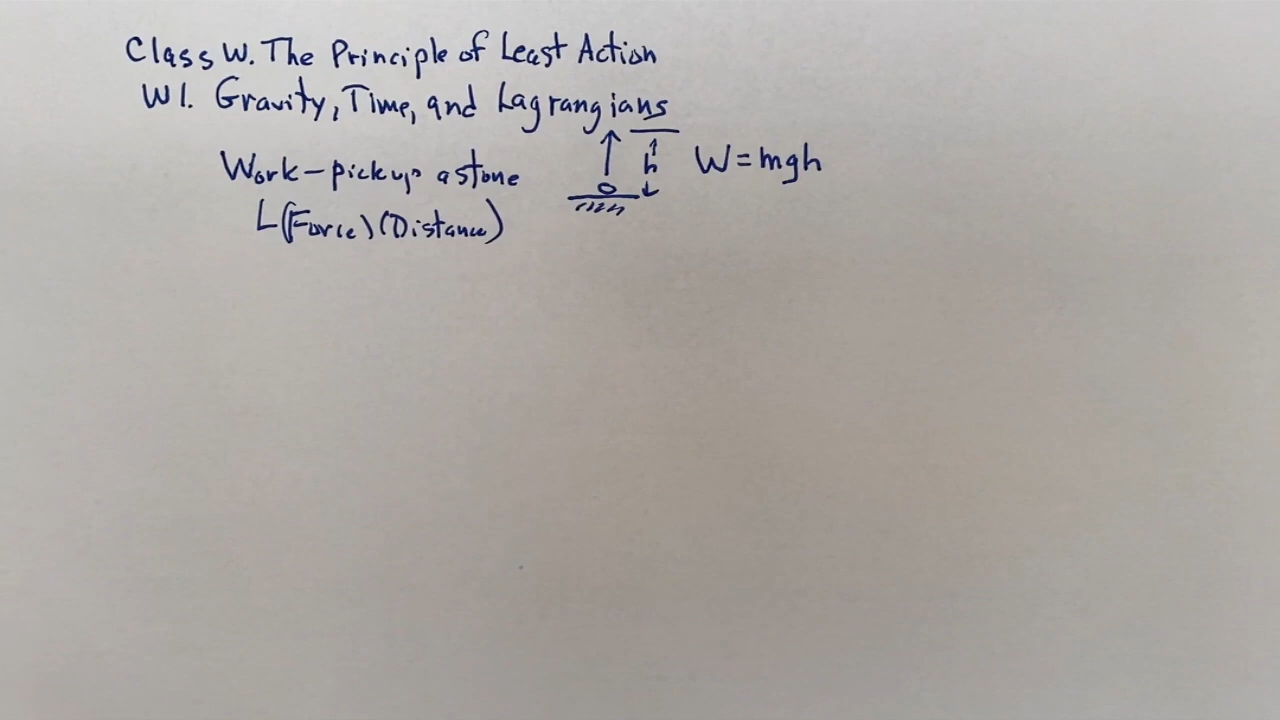 Class W. The Principle of Least Action
W1. Gravity, Time, and Lagrangians
Work - pick up a stone
h W = mgh
L (Force) (Distance)